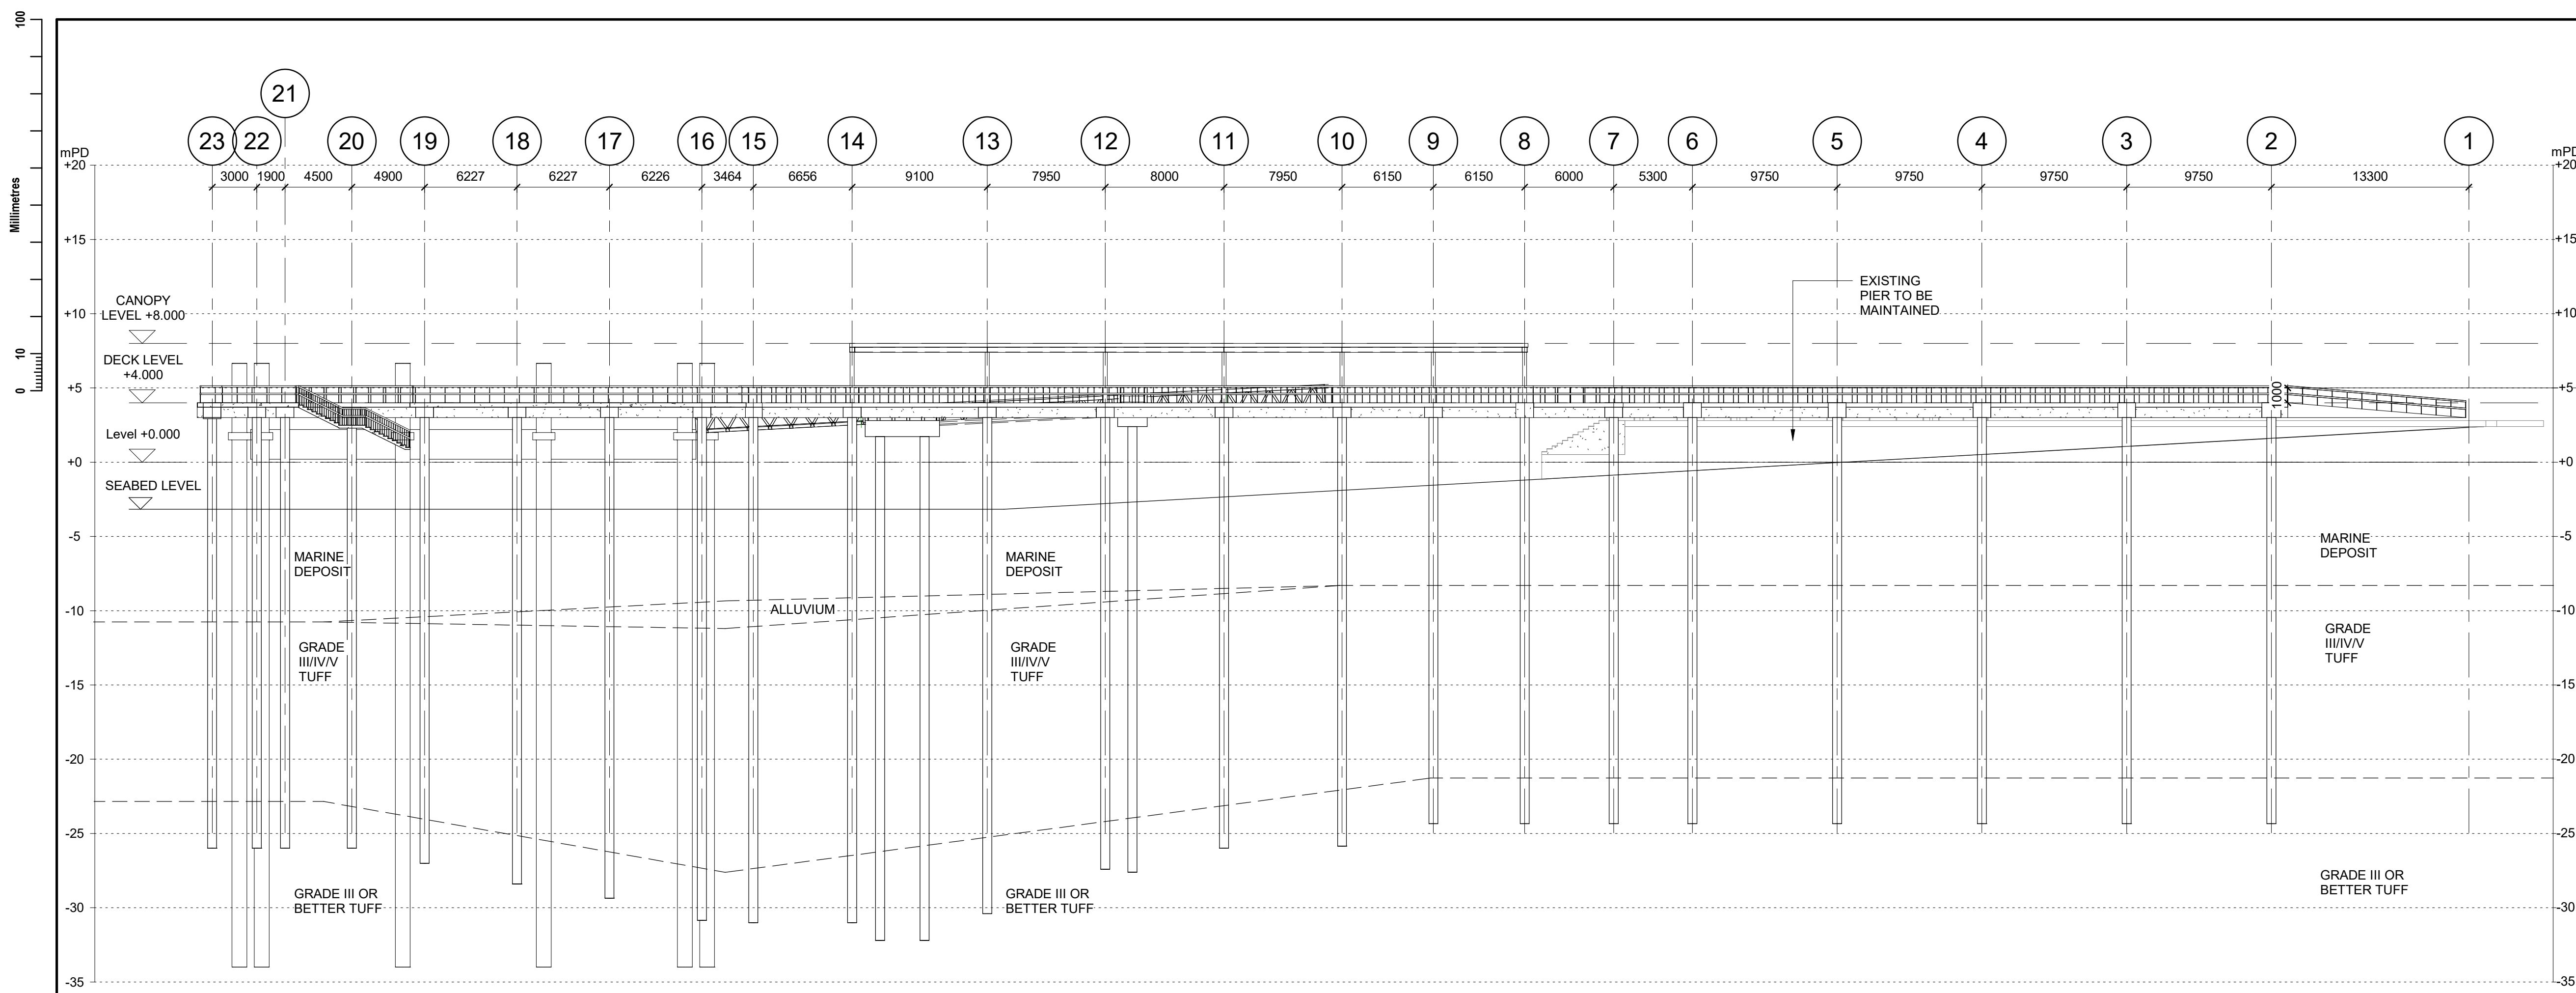 100
Millimetres
10
0
21
23 22 20 19 18 17 16 15 14 13 12 11 10 9 8 7 6 5 4 3 2 1
mPD
mPD
+20
+20
3000 1900 4500 4900 6227 6227 6226 3464 6656 9100 7950 8000 7950 6150 6150 6000 5300 9750 9750 9750 9750 13300
+15
+15
EXISTING
PIER TO BE
MAINTAINED
CANOPY
LEVEL +8.000
+10
+10
DECK LEVEL
+4.000
+5
+5
1000
Level +0.000
+0
+0
SEABED LEVEL
-5
-5
MARINE
DEPOSIT
MARINE
DEPOSIT
MARINE
DEPOSIT
-10
-10
ALLUVIUM
GRADE
III/IV/V
TUFF
GRADE
III/IV/V
TUFF
GRADE
III/IV/V
TUFF
-15
-15
-20
-20
-25
-25
GRADE III OR
BETTER TUFF
GRADE III OR
BETTER TUFF
GRADE III OR
BETTER TUFF
-30
-30
-35
-35